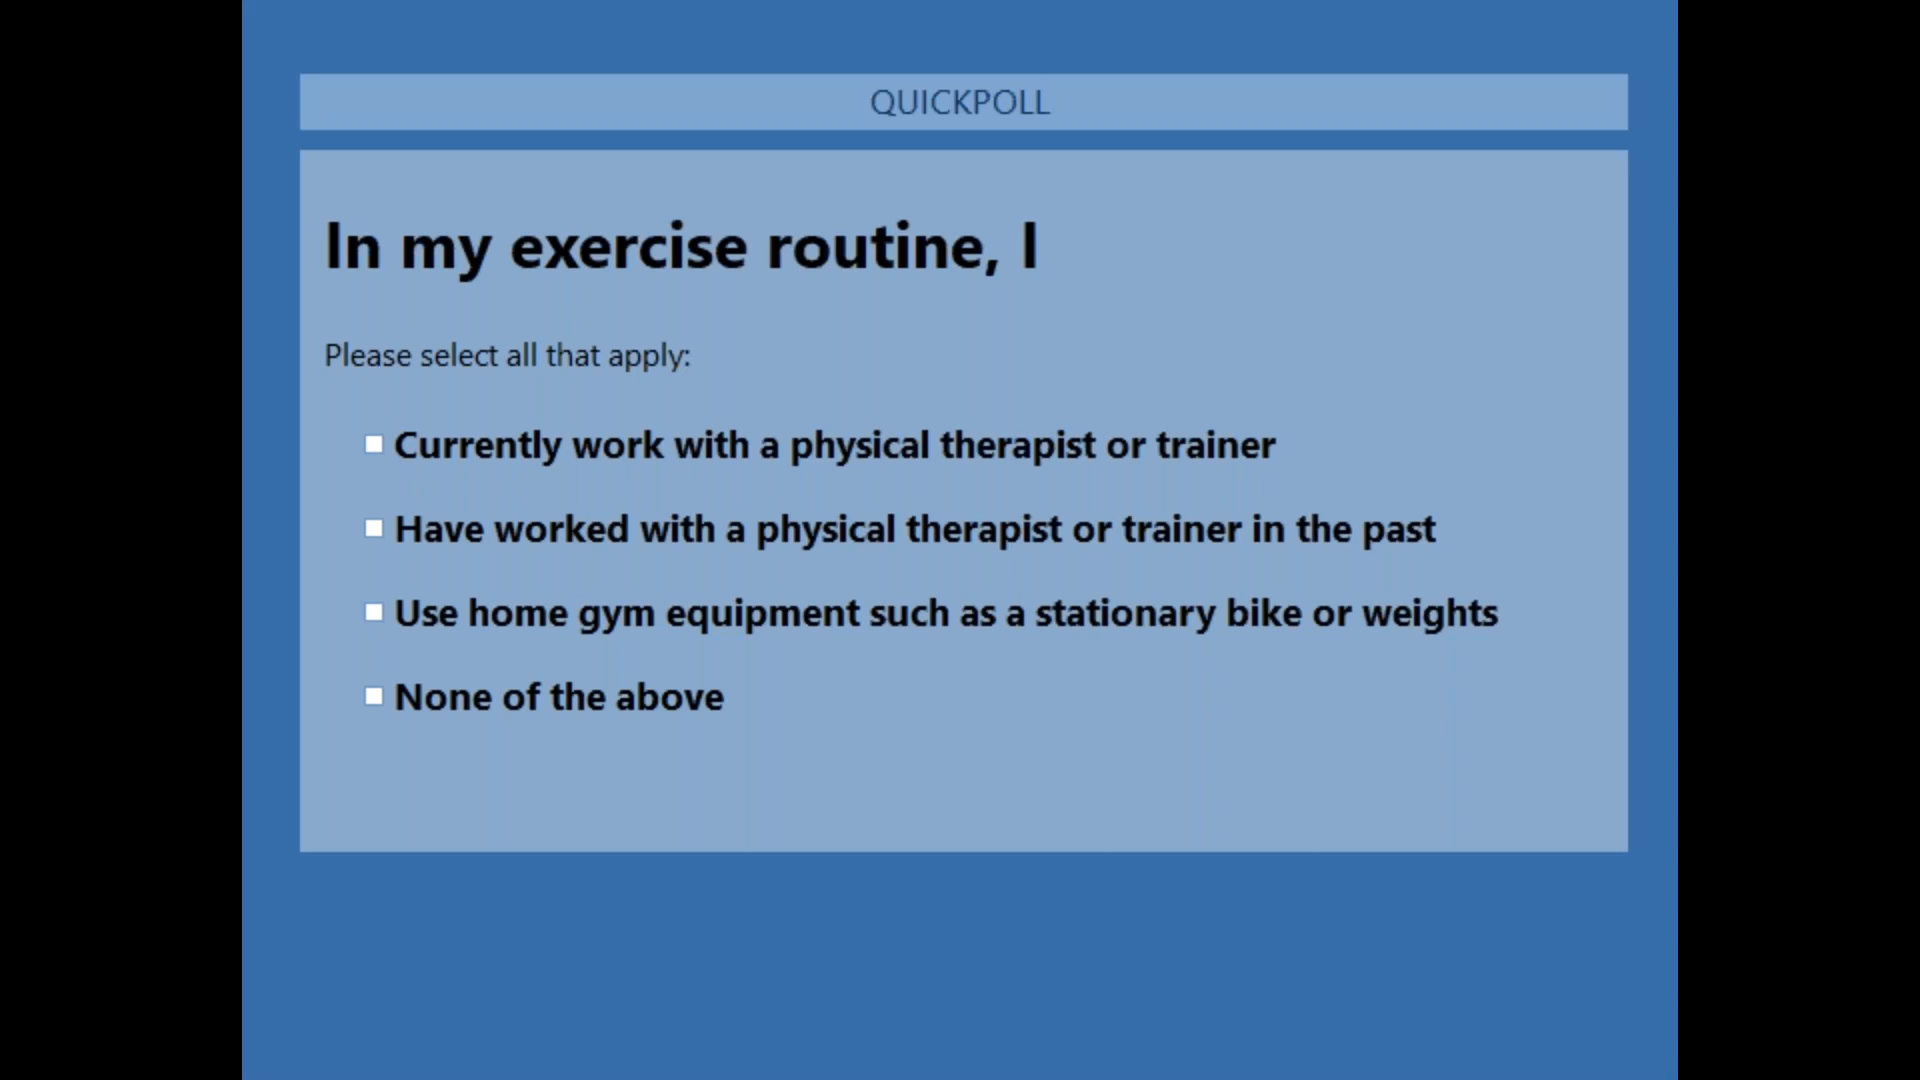 QUICKPOLL
In my exercise routine, I
Please select all that apply:
Currently work with a physical therapist or trainer
Have worked with a physical therapist or trainer in the past
Use home gym equipment such as a stationary bike or weights
None of the above